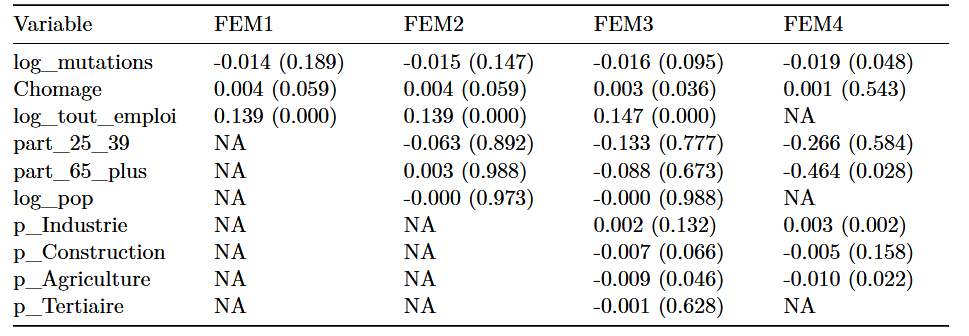 Variable FEM1 FEM2 FEM3 FEM4
log_mutations -0.014 (0.189) -0.015 (0.147) -0.016 (0.095) -0.019 (0.048)
Chomage 0.004 (0.059) 0.004 (0.059) 0.003 (0.036) 0.001 (0.543)
log_tout_emploi 0.139 (0.000) 0.139 (0.000) 0.147 (0.000) NA
part_25_39 NA -0.063 (0.892) -0.133 (0.777) -0.266 (0.584)
part_65_plus NA 0.003 (0.988) -0.088 (0.673) -0.464 (0.028)
log_pop NA -0.000 (0.973) -0.000 (0.988) NA
p_Industrie NA NA 0.002 (0.132) 0.003 (0.002)
p_Construction NA NA -0.007 (0.066) -0.005 (0.158)
p_Agriculture NA NA -0.009 (0.046) -0.010 (0.022)
p_Tertiaire NA NA -0.001 (0.628) NA